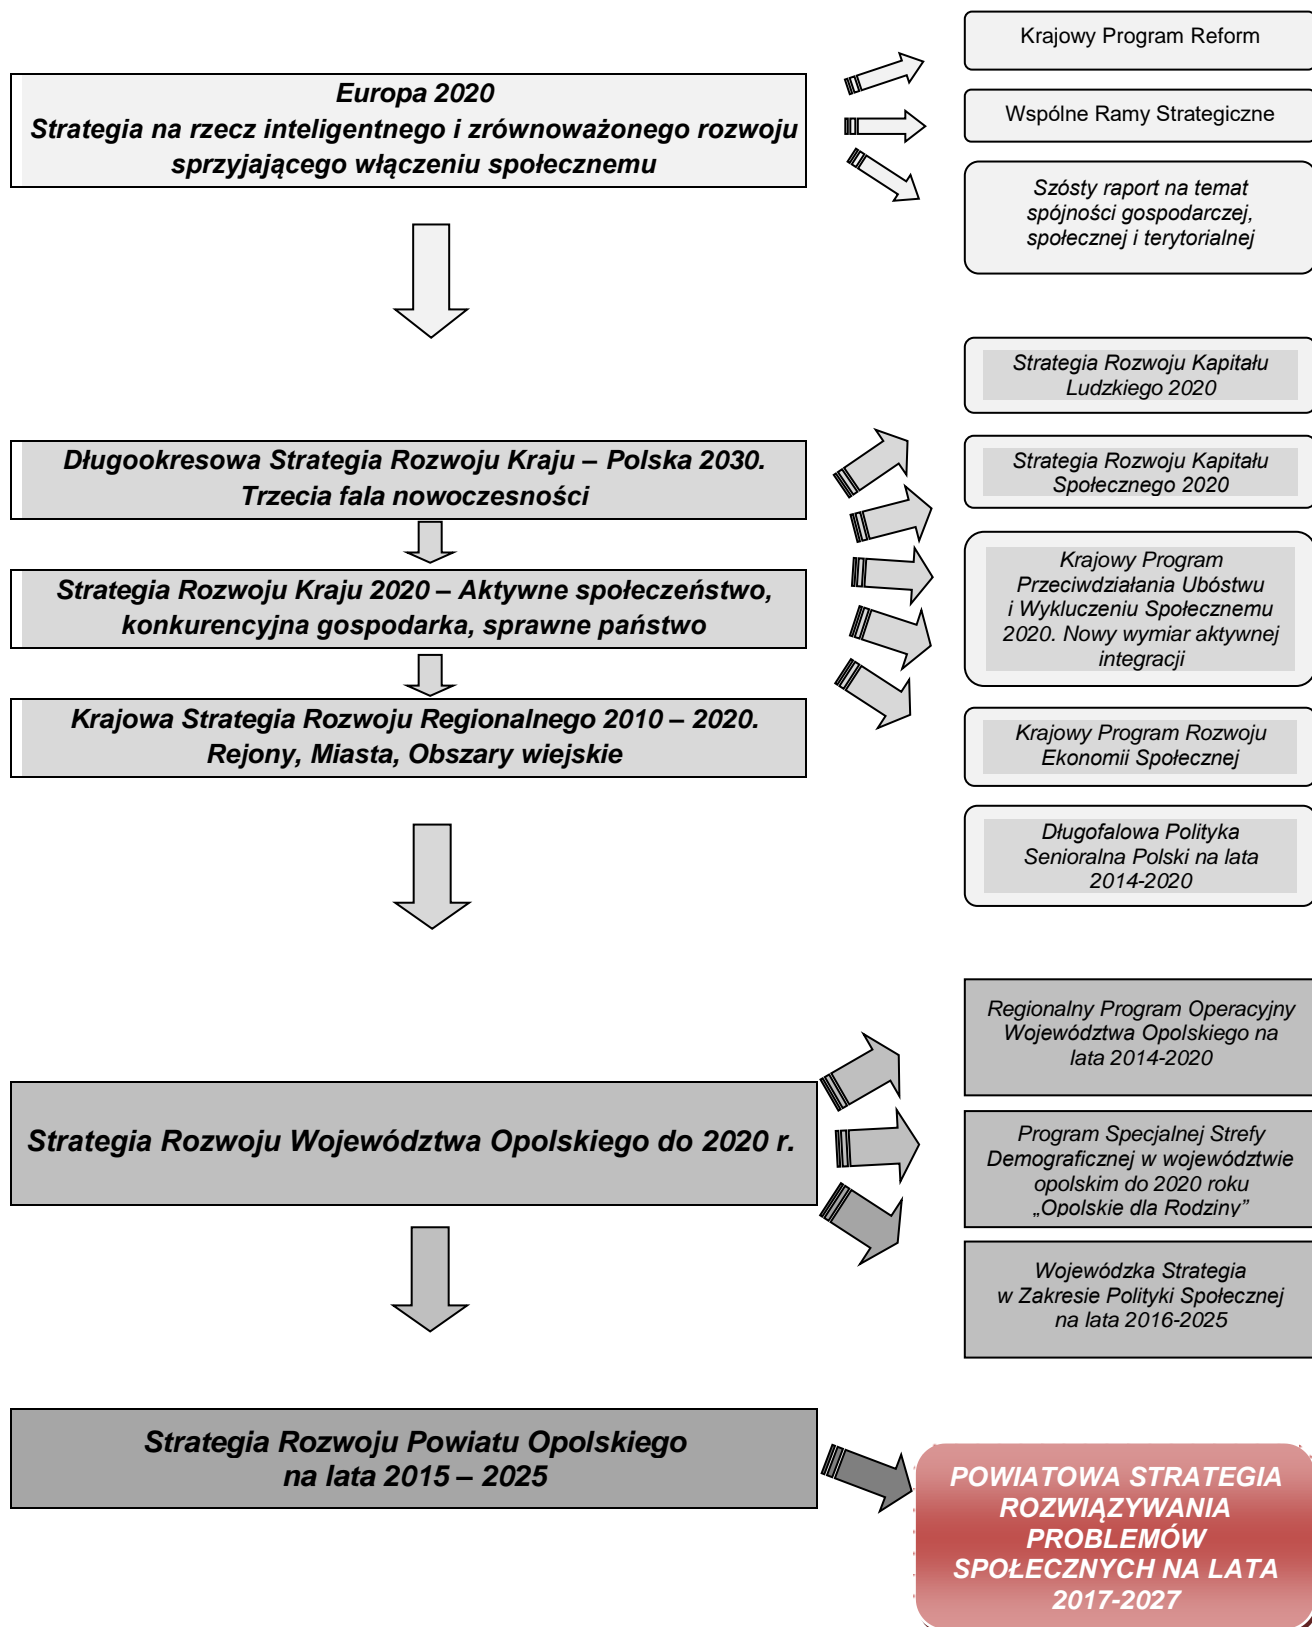 Krajowy Program Reform
Europa 2020
Strategia na rzecz inteligentnego i zrównoważonego rozwoju
sprzyjającego włączeniu społecznemu
Wspólne Ramy Strategiczne
Szósty raport na temat
spójności gospodarczej,
społecznej i terytorialnej
Strategia Rozwoju Kapitału
Ludzkiego 2020
Długookresowa Strategia Rozwoju Kraju – Polska 2030.
Trzecia fala nowoczesności
Strategia Rozwoju Kapitału
Społecznego 2020
Strategia Rozwoju Kraju 2020 – Aktywne społeczeństwo,
konkurencyjna gospodarka, sprawne państwo
Krajowy Program
Przeciwdziałania Ubóstwu
i Wykluczeniu Społecznemu
2020. Nowy wymiar aktywnej
integracji
Krajowa Strategia Rozwoju Regionalnego 2010 – 2020.
Rejony, Miasta, Obszary wiejskie
Krajowy Program Rozwoju
Ekonomii Społecznej
Długofalowa Polityka
Senioralna Polski na lata
2014-2020
Regionalny Program Operacyjny
Województwa Opolskiego na
lata 2014-2020
Strategia Rozwoju Województwa Opolskiego do 2020 r.
Program Specjalnej Strefy
Demograficznej w województwie
opolskim do 2020 roku
„Opolskie dla Rodziny”
Wojewódzka Strategia
w Zakresie Polityki Społecznej
na lata 2016-2025
Strategia Rozwoju Powiatu Opolskiego
na lata 2015 – 2025
POWIATOWA STRATEGIA
ROZWIĄZYWANIA
PROBLEMÓW
SPOŁECZNYCH NA LATA
2017-2027